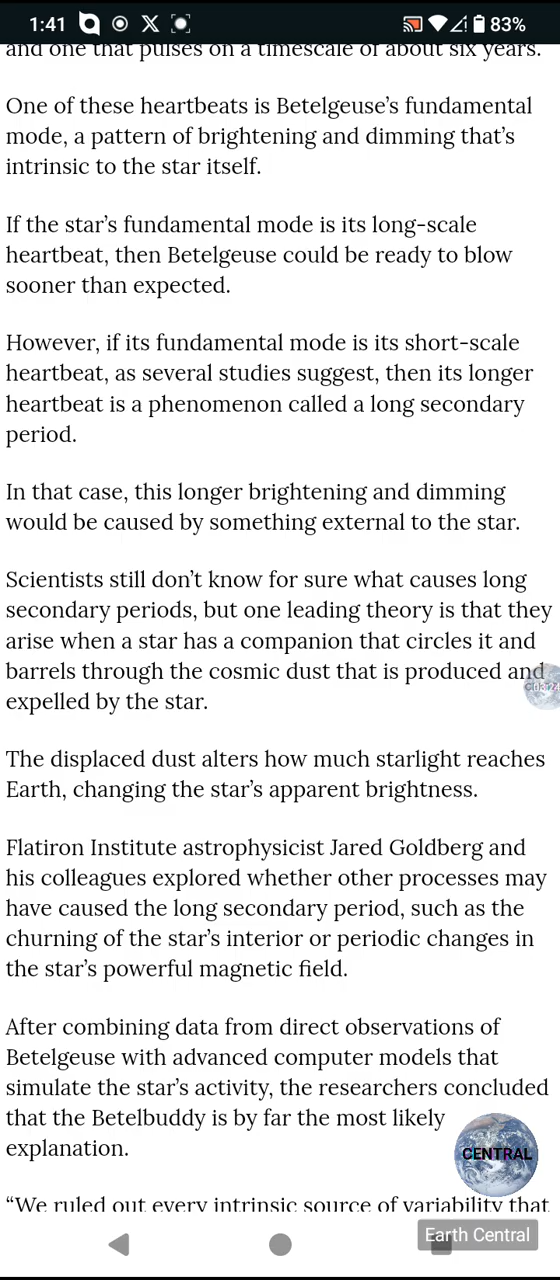 1:41
83%
and one that pulses on a timescale of about six years.
One of these heartbeats is Betelgeuse’s fundamental
mode, a pattern of brightening and dimming that’s
intrinsic to the star itself.
If the star’s fundamental mode is its long-scale
heartbeat, then Betelgeuse could be ready to blow
sooner than expected.
However, if its fundamental mode is its short-scale
heartbeat, as several studies suggest, then its longer
heartbeat is a phenomenon called a long secondary
period.
In that case, this longer brightening and dimming
would be caused by something external to the star.
Scientists still don’t know for sure what causes long
secondary periods, but one leading theory is that they
arise when a star has a companion that circles it and
barrels through the cosmic dust that is produced and
expelled by the star.
The displaced dust alters how much starlight reaches
Earth, changing the star’s apparent brightness.
Flatiron Institute astrophysicist Jared Goldberg and
his colleagues explored whether other processes may
have caused the long secondary period, such as the
churning of the star’s interior or periodic changes in
the star’s powerful magnetic field.
After combining data from direct observations of
Betelgeuse with advanced computer models that
simulate the star’s activity, the researchers concluded
that the Betelbuddy is by far the most likely
explanation.
CENTRAL
“We ruled out every intrinsic source of variability that
Earth Central